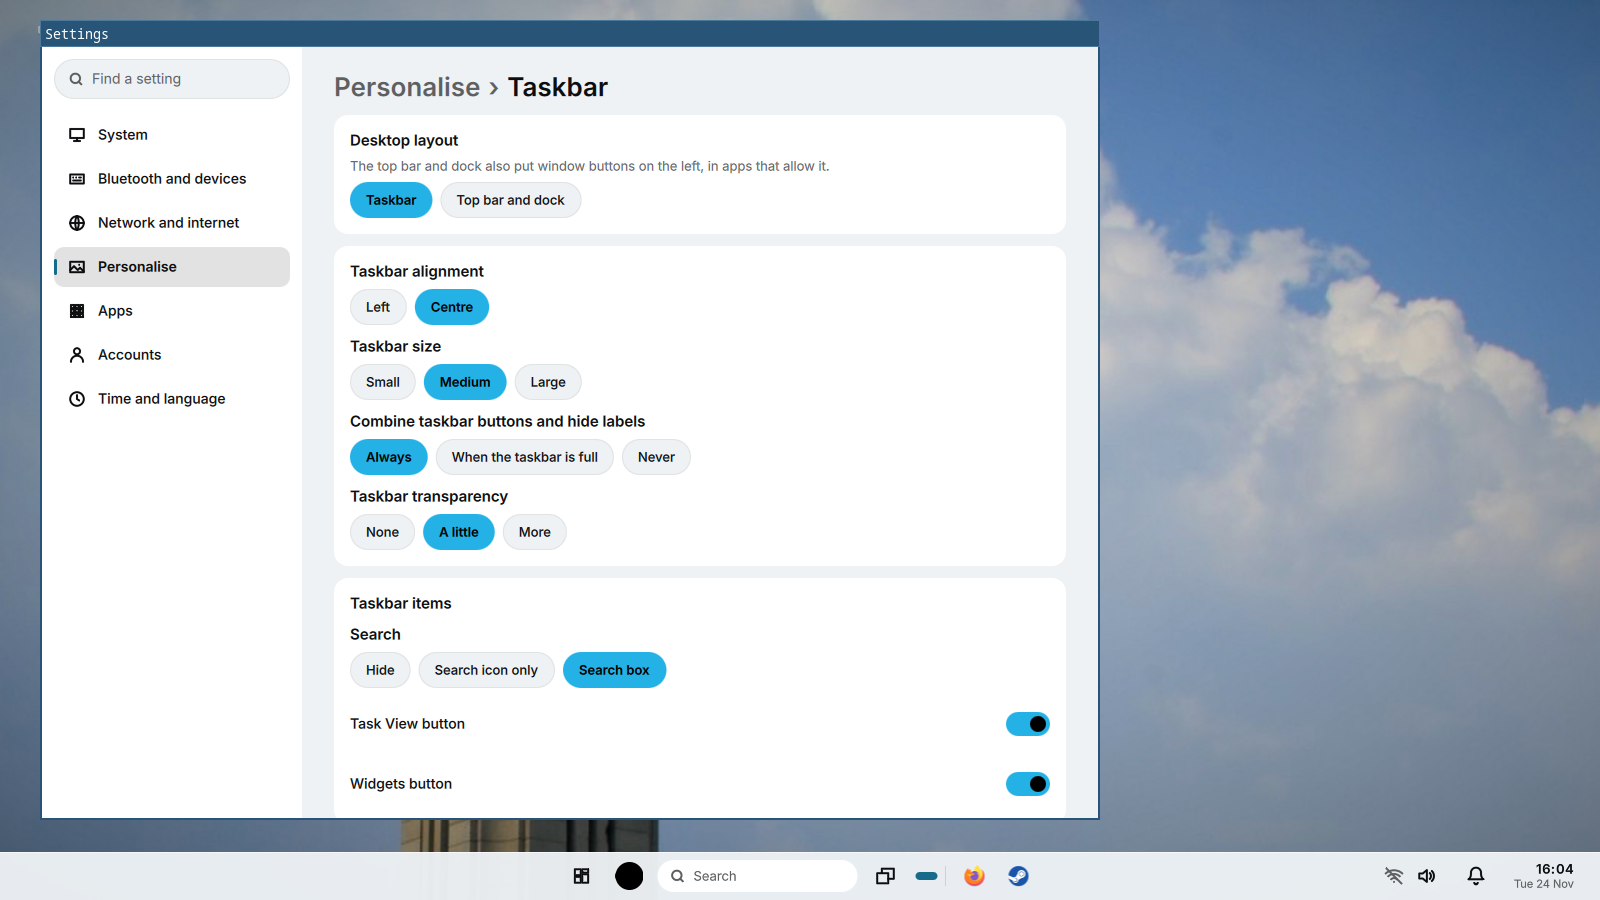 Settings
Find a setting
System
Bluetooth and devices
Network and internet
Personalise
Apps
Accounts
Time and language
Personalise › Taskbar
Desktop layout
The top bar and dock also put window buttons on the left, in apps that allow it.
Taskbar
Top bar and dock
Taskbar alignment
Left
Centre
Taskbar size
Small
Medium
Large
Combine taskbar buttons and hide labels
Always
When the taskbar is full
Never
Taskbar transparency
None
A little
More
Taskbar items
Search
Hide
Search icon only
Search box
Task View button
Widgets button
Search
16:04
Tue 24 Nov